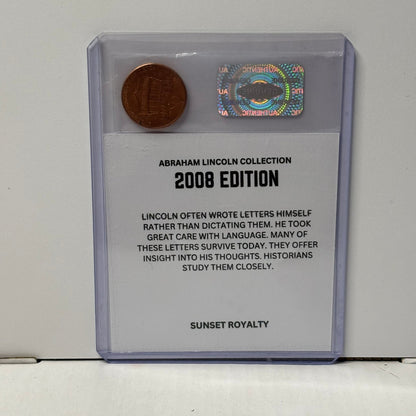 AUTHENTIC
ABRAHAM LINCOLN COLLECTION
2008 EDITION
LINCOLN OFTEN WROTE LETTERS HIMSELF
RATHER THAN DICTATING THEM. HE TOOK
GREAT CARE WITH LANGUAGE. MANY OF
THESE LETTERS SURVIVE TODAY. THEY OFFER
INSIGHT INTO HIS THOUGHTS. HISTORIANS
STUDY THEM CLOSELY.
SUNSET ROYALTY